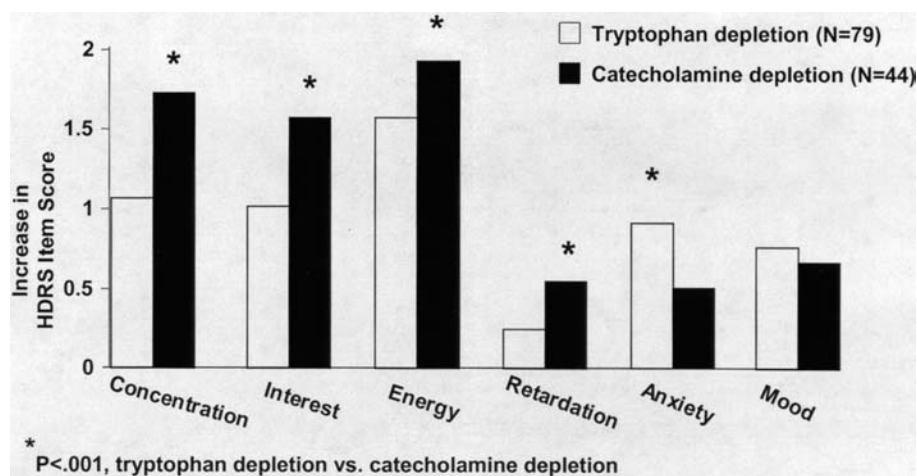 2
Tryptophan depletion (N=79)
Catecholamine depletion (N=44)
*
*
*
1.5
1
*
*
0.5
0
Increase in
HDRS Item Score
Concentration
Interest
Energy
Retardation
Anxiety
Mood
*
P<.001, tryptophan depletion vs. catecholamine depletion